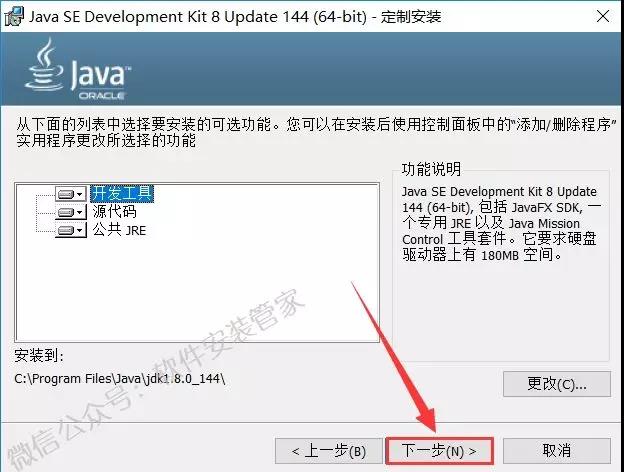 Java SE Development Kit 8 Update 144 (64-bit) - 定制安装
Java
ORACLE
从下面的列表中选择要安装的可选功能。您可以在安装后使用控制面板中的“添加/删除程序”
实用程序更改所选择的功能
开发工具
源代码
公共 JRE
功能说明
Java SE Development Kit 8 Update
144 (64-bit), 包括 JavaFX SDK, 一
个专用 JRE 以及 Java Mission
Control 工具套件。它要求硬盘
驱动器上有 180MB 空间。
安装到:
C:\Program Files\Java\jdk1.8.0_144\
更改(C)...
< 上一步(B)
下一步(N) >
取消
微信公众号：软件安装管家